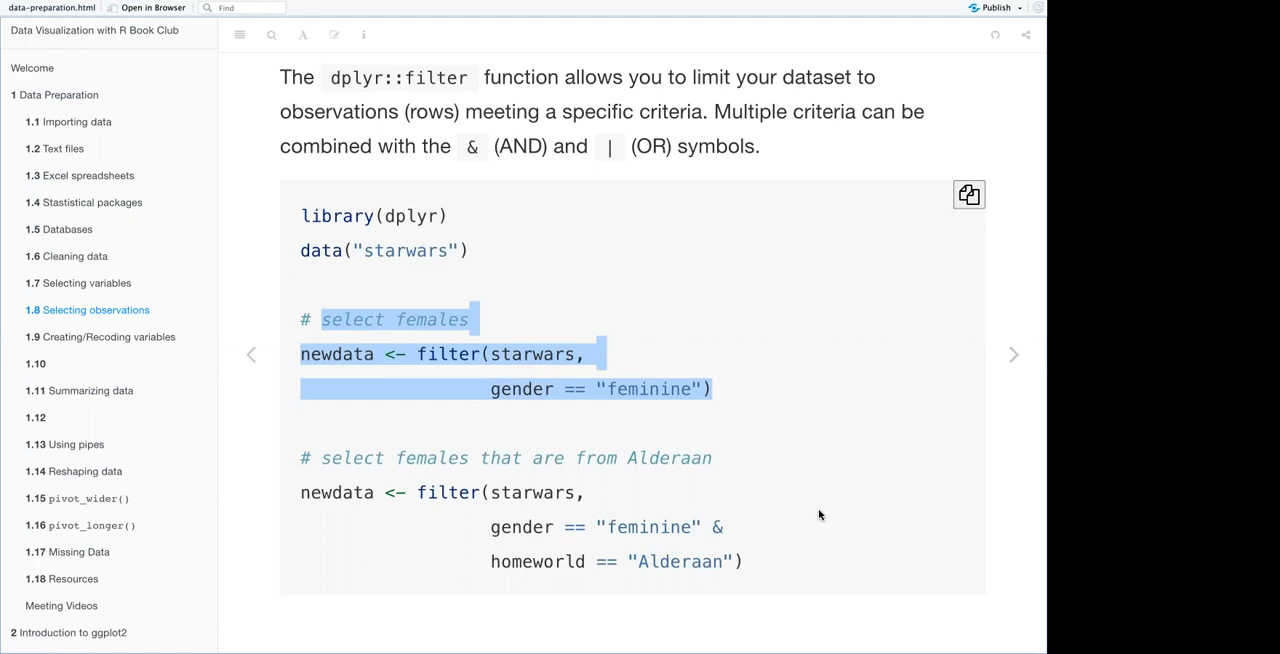 data-preparation.html Open in Browser Find Publish
Data Visualization with R Book Club
Welcome
1 Data Preparation
1.1 Importing data
1.2 Text files
1.3 Excel spreadsheets
1.4 Stastistical packages
1.5 Databases
1.6 Cleaning data
1.7 Selecting variables
1.8 Selecting observations
1.9 Creating/Recoding variables
1.10
1.11 Summarizing data
1.12
1.13 Using pipes
1.14 Reshaping data
1.15 pivot_wider()
1.16 pivot_longer()
1.17 Missing Data
1.18 Resources
Meeting Videos
2 Introduction to ggplot2
The dplyr::filter function allows you to limit your dataset to
observations (rows) meeting a specific criteria. Multiple criteria can be
combined with the & (AND) and | (OR) symbols.
library(dplyr)
data("starwars")
# select females
newdata <- filter(starwars,
gender == "feminine")
# select females that are from Alderaan
newdata <- filter(starwars,
gender == "feminine" &
homeworld == "Alderaan")